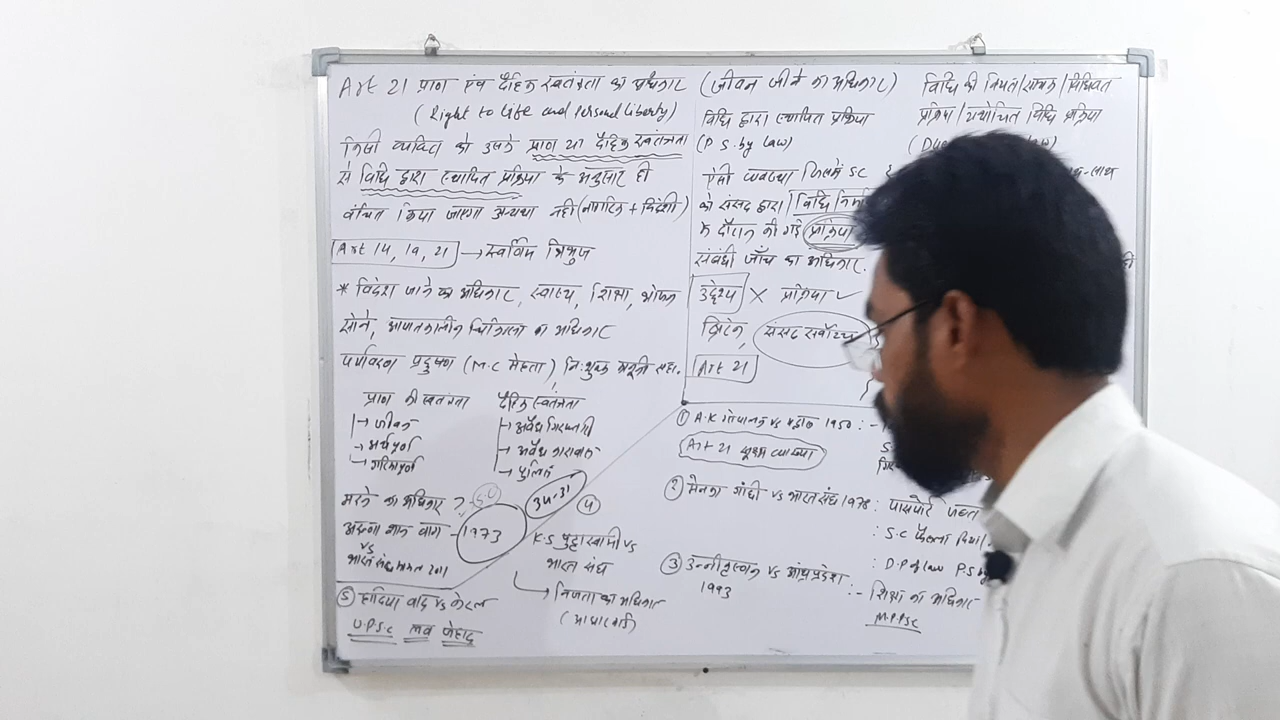 Art 21 प्राण एवं दैहिक स्वतंत्रता का अधिकार (जीवन जीने का अधिकार)
(Right to Life and Personal Liberty)
किसी व्यक्ति को उसके प्राण या दैहिक स्वतंत्रता
से विधि द्वारा स्थापित प्रक्रिया के अनुसार ही
वंचित किया जाएगा अन्यथा नहीं (नागरिक + विदेशी)
Art 14, 19, 21 → स्वर्णिम त्रिभुज
* विदेश जाने का अधिकार, स्वास्थ्य, शिक्षा, भोजन
सोने, आपातकालीन चिकित्सा का अधिकार
पर्यावरण प्रदूषण (M.C मेहता), नि:शुल्क कानूनी सहा.
प्राण की स्वतंत्रता
→ जीवन
→ अर्थपूर्ण
→ गरिमापूर्ण
दैहिक स्वतंत्रता
→ अवैध गिरफ्तारी
→ अवैध कारावास
→ पुलिस
मरने का अधिकार ?
अरुणा शान बाग - 1973
vs
भारत संघ 2011
④
K.S पुट्टास्वामी vs
भारत संघ
→ निजता का अधिकार
(आधार कार्ड)
⑤ हादिया वाद vs केरल
U.P.S.C लव जेहाद
विधि द्वारा स्थापित प्रक्रिया
(P.S. by Law)
ऐसी व्यवस्था जिसमें SC
को संसद द्वारा विधि
के दौरान की गई प्रक्रिया
संबंधी जाँच का अधिकार.
उद्देश्य × प्रक्रिया ✓
ब्रिटेन, संसद सर्वोच्च
Art 21
विधि की नियत/सम्यक/विधिवत
प्रक्रिया/यथोचित विधि प्रक्रिया
① A.K गोपालन vs मद्रास 1950 :-
Art 21 सूक्ष्म व्याख्या
② मेनका गांधी vs भारत संघ 1978 : पासपोर्ट जब्त
: S.C फैसला दिया
: D.P of Law P.S by
③ उन्नीकृष्णन vs आंध्रप्रदेश
1993 :- शिक्षा का अधिकार
M.P.PSC